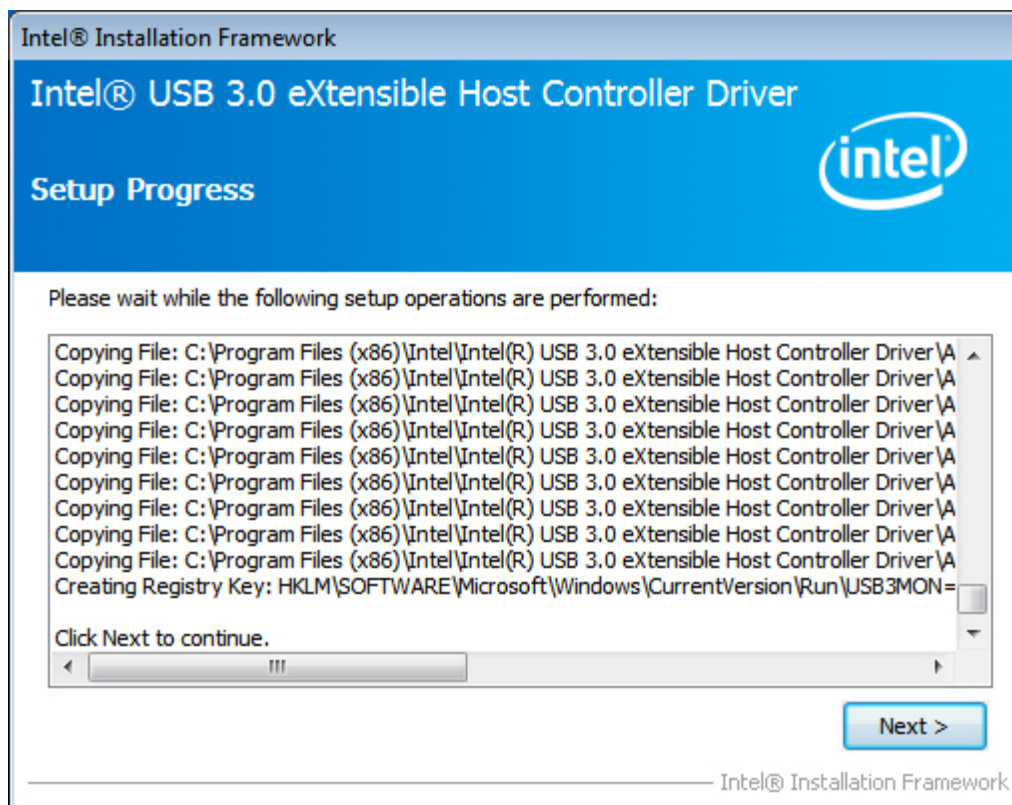 Intel® Installation Framework
Intel® USB 3.0 eXtensible Host Controller Driver
intel
Setup Progress
Please wait while the following setup operations are performed:
Copying File: C:\Program Files (x86)\Intel\Intel(R) USB 3.0 eXtensible Host Controller Driver\A
Copying File: C:\Program Files (x86)\Intel\Intel(R) USB 3.0 eXtensible Host Controller Driver\A
Copying File: C:\Program Files (x86)\Intel\Intel(R) USB 3.0 eXtensible Host Controller Driver\A
Copying File: C:\Program Files (x86)\Intel\Intel(R) USB 3.0 eXtensible Host Controller Driver\A
Copying File: C:\Program Files (x86)\Intel\Intel(R) USB 3.0 eXtensible Host Controller Driver\A
Copying File: C:\Program Files (x86)\Intel\Intel(R) USB 3.0 eXtensible Host Controller Driver\A
Copying File: C:\Program Files (x86)\Intel\Intel(R) USB 3.0 eXtensible Host Controller Driver\A
Copying File: C:\Program Files (x86)\Intel\Intel(R) USB 3.0 eXtensible Host Controller Driver\A
Copying File: C:\Program Files (x86)\Intel\Intel(R) USB 3.0 eXtensible Host Controller Driver\A
Creating Registry Key: HKLM\SOFTWARE\Microsoft\Windows\CurrentVersion\Run\USB3MON=
Click Next to continue.
Next >
Intel® Installation Framework